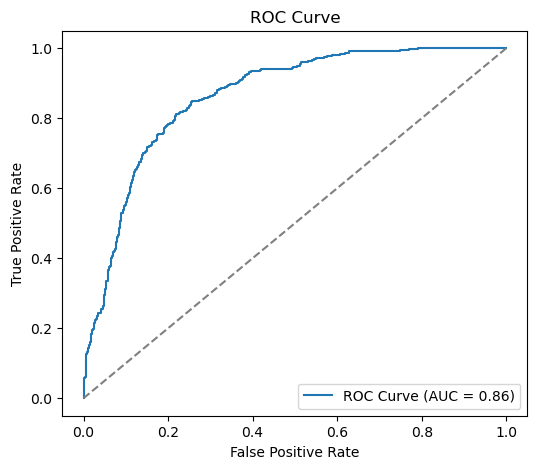 ROC Curve
True Positive Rate
1.0
0.8
0.6
0.4
0.2
0.0
ROC Curve (AUC = 0.86)
0.0 0.2 0.4 0.6 0.8 1.0
False Positive Rate